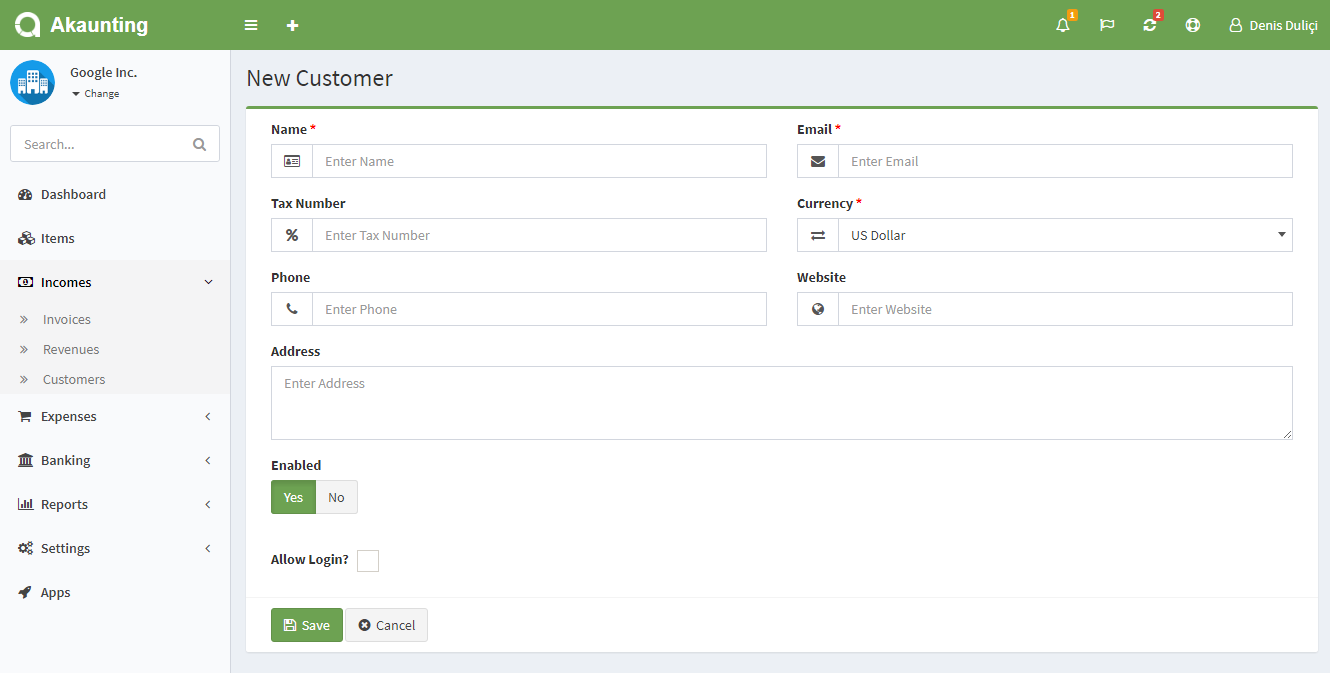 Akaunting
1
2
Denis Duliçi
Google Inc.
Change
Search...
Dashboard
Items
Incomes
Invoices
Revenues
Customers
Expenses
Banking
Reports
Settings
Apps
New Customer
Name *
Email *
Enter Name
Enter Email
Tax Number
Currency *
Enter Tax Number
US Dollar
Phone
Website
Enter Phone
Enter Website
Address
Enter Address
Enabled
Yes No
Allow Login?
Save Cancel